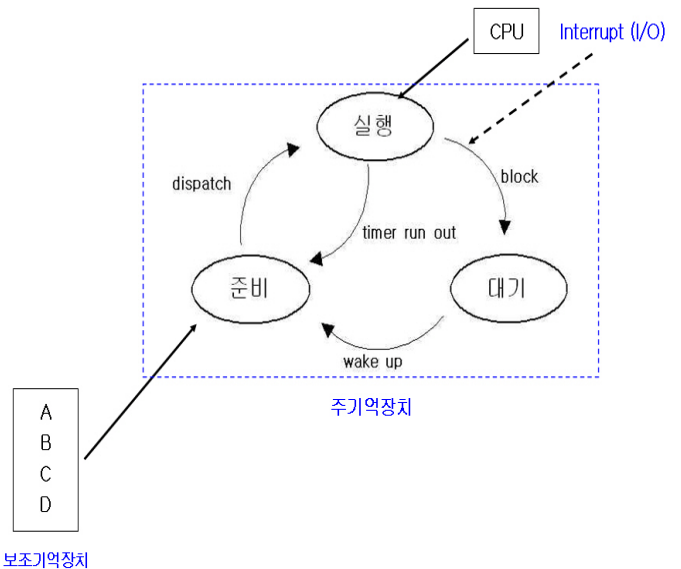 CPU
Interrupt (I/O)
실행
dispatch
block
timer run out
준비
대기
wake up
주기억장치
A
B
C
D
보조기억장치